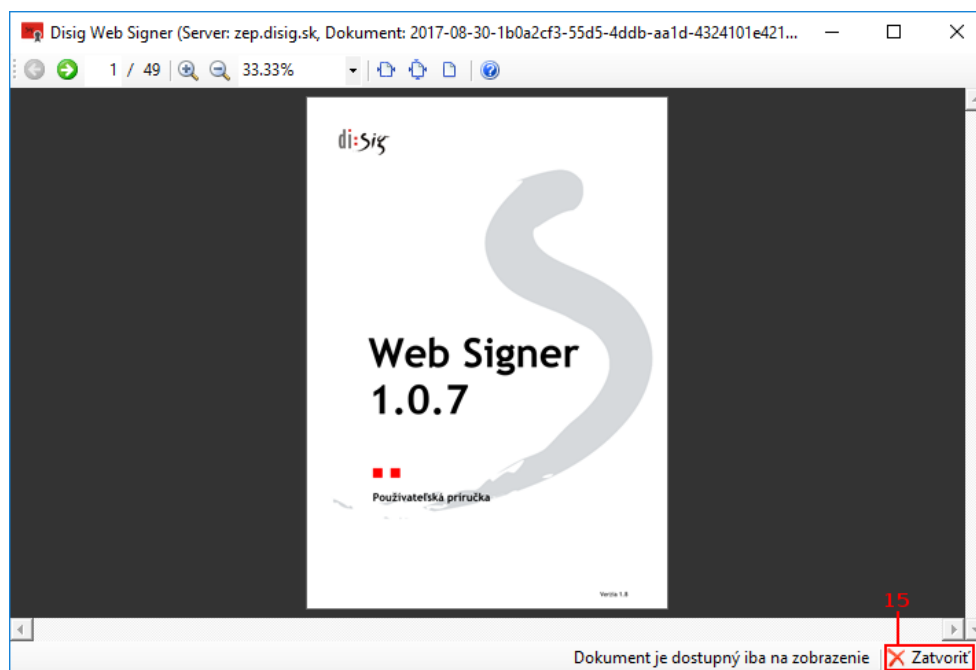 Disig Web Signer (Server: zep.disig.sk, Dokument: 2017-08-30-1b0a2cf3-55d5-4ddb-aa1d-4324101e421...
1 / 49 33.33%
di:sig
Web Signer
1.0.7
Používateľská príručka
Verzia 1.8
15
Dokument je dostupný iba na zobrazenie
Zatvoriť